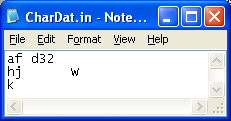 CharDat.in - Note...
File Edit Format View Help
af d32
hj      w
k